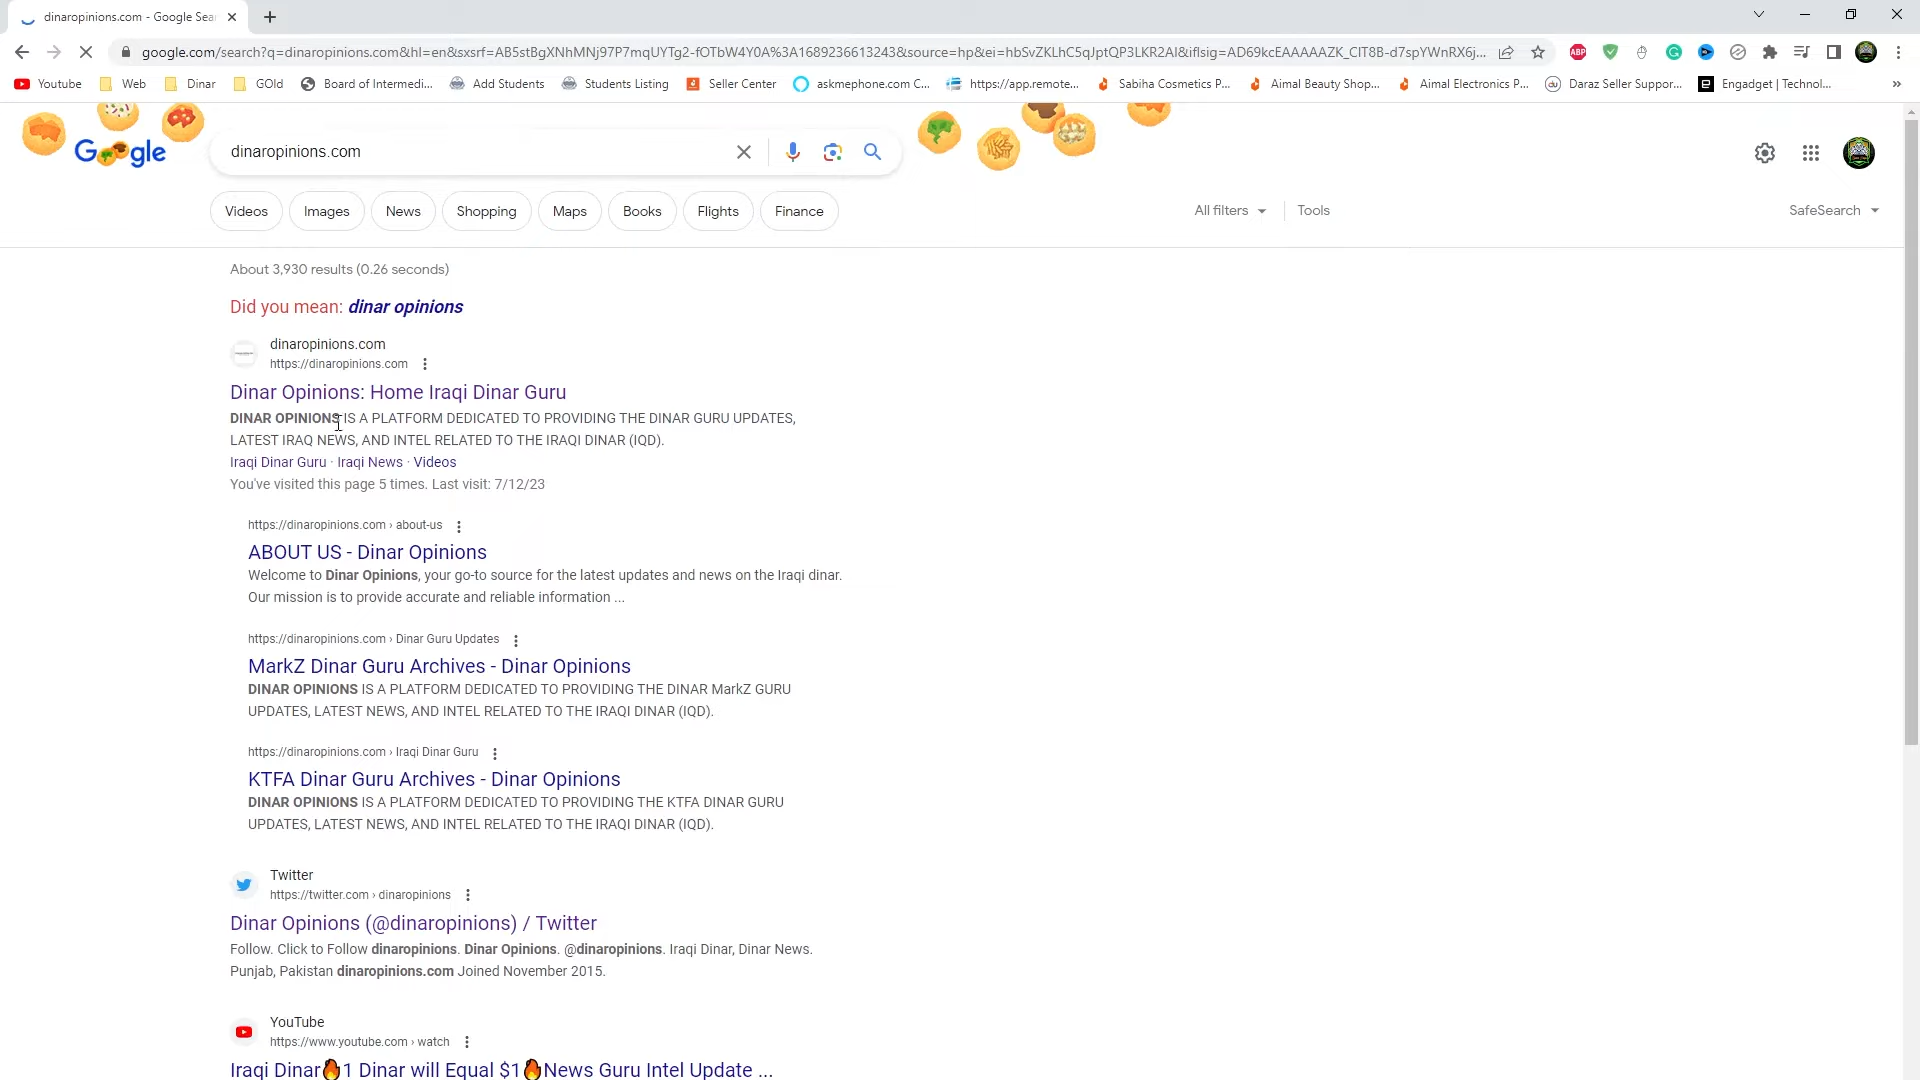 dinaropinions.com - Google Sear
google.com/search?q=dinaropinions.com&hl=en&sxsrf=AB5stBgXNhMNj97P7mqUYTg2-fOTbW4Y0A%3A1689236613243&source=hp&ei=hbSvZKLhC5qJptQP3LKR2AI&iflsig=AD69kcEAAAAAZK_CIT8B-d7spYWnRX6j...
Youtube Web Dinar GOld Board of Intermedi... Add Students Students Listing Seller Center askmephone.com C... https://app.remote... Sabiha Cosmetics P... Aimal Beauty Shop... Aimal Electronics P... Daraz Seller Suppor... Engadget | Technol... »
Google
dinaropinions.com
Videos Images News Shopping Maps Books Flights Finance All filters Tools SafeSearch
About 3,930 results (0.26 seconds)
Did you mean: dinar opinions
dinaropinions.com
https://dinaropinions.com
Dinar Opinions: Home Iraqi Dinar Guru
DINAR OPINIONS IS A PLATFORM DEDICATED TO PROVIDING THE DINAR GURU UPDATES,
LATEST IRAQ NEWS, AND INTEL RELATED TO THE IRAQI DINAR (IQD).
Iraqi Dinar Guru · Iraqi News · Videos
You've visited this page 5 times. Last visit: 7/12/23
https://dinaropinions.com › about-us
ABOUT US - Dinar Opinions
Welcome to Dinar Opinions, your go-to source for the latest updates and news on the Iraqi dinar.
Our mission is to provide accurate and reliable information ...
https://dinaropinions.com › Dinar Guru Updates
MarkZ Dinar Guru Archives - Dinar Opinions
DINAR OPINIONS IS A PLATFORM DEDICATED TO PROVIDING THE DINAR MarkZ GURU
UPDATES, LATEST NEWS, AND INTEL RELATED TO THE IRAQI DINAR (IQD).
https://dinaropinions.com › Iraqi Dinar Guru
KTFA Dinar Guru Archives - Dinar Opinions
DINAR OPINIONS IS A PLATFORM DEDICATED TO PROVIDING THE KTFA DINAR GURU
UPDATES, LATEST NEWS, AND INTEL RELATED TO THE IRAQI DINAR (IQD).
Twitter
https://twitter.com › dinaropinions
Dinar Opinions (@dinaropinions) / Twitter
Follow. Click to Follow dinaropinions. Dinar Opinions. @dinaropinions. Iraqi Dinar, Dinar News.
Punjab, Pakistan dinaropinions.com Joined November 2015.
YouTube
https://www.youtube.com › watch
Iraqi Dinar🔥1 Dinar will Equal $1🔥News Guru Intel Update ...